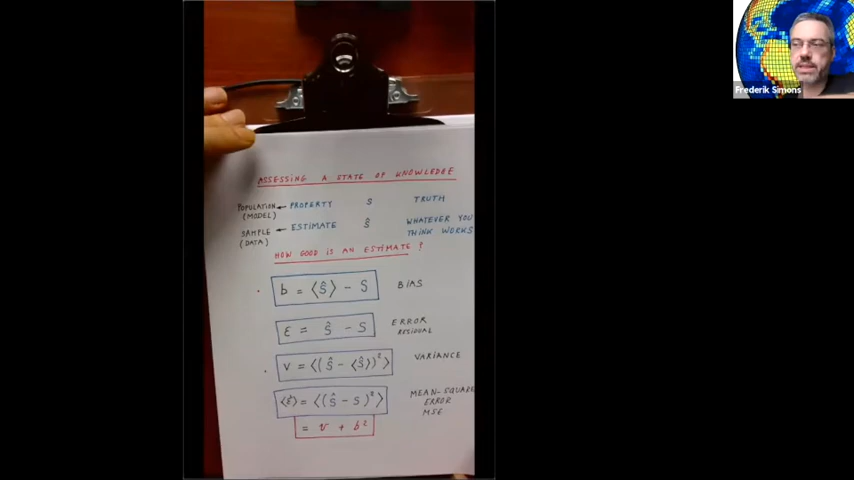 ASSESSING A STATE OF KNOWLEDGE
POPULATION ← PROPERTY S TRUTH
(MODEL)
SAMPLE ← ESTIMATE Ŝ WHATEVER YOU
(DATA) THINK WORKS
HOW GOOD IS AN ESTIMATE?
b = ⟨Ŝ⟩ - S BIAS
ε = Ŝ - S ERROR
RESIDUAL
v = ⟨(Ŝ - ⟨Ŝ⟩)²⟩ VARIANCE
⟨ε²⟩ = ⟨(Ŝ - S)²⟩ MEAN-SQUARE
ERROR
MSE
= v + b²
Frederik Simons